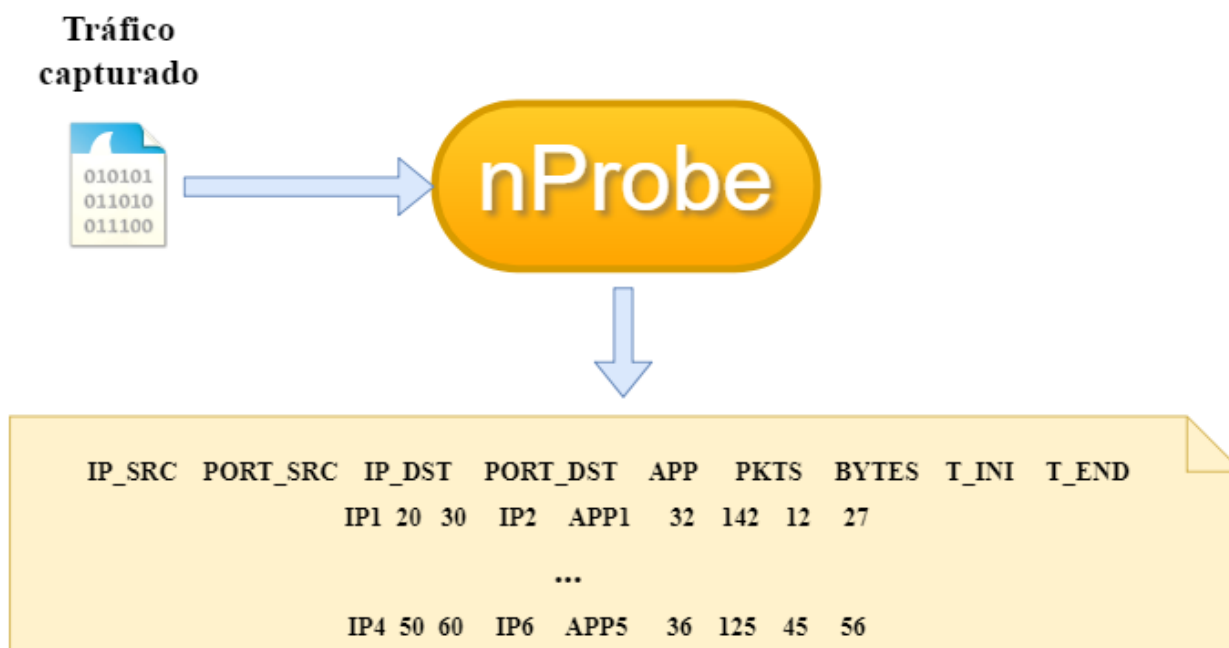 Tráfico
capturado
010101
011010
011100
nProbe
IP_SRC PORT_SRC IP_DST PORT_DST APP PKTS BYTES T_INI T_END
IP1 20 30 IP2 APP1 32 142 12 27
...
IP4 50 60 IP6 APP5 36 125 45 56